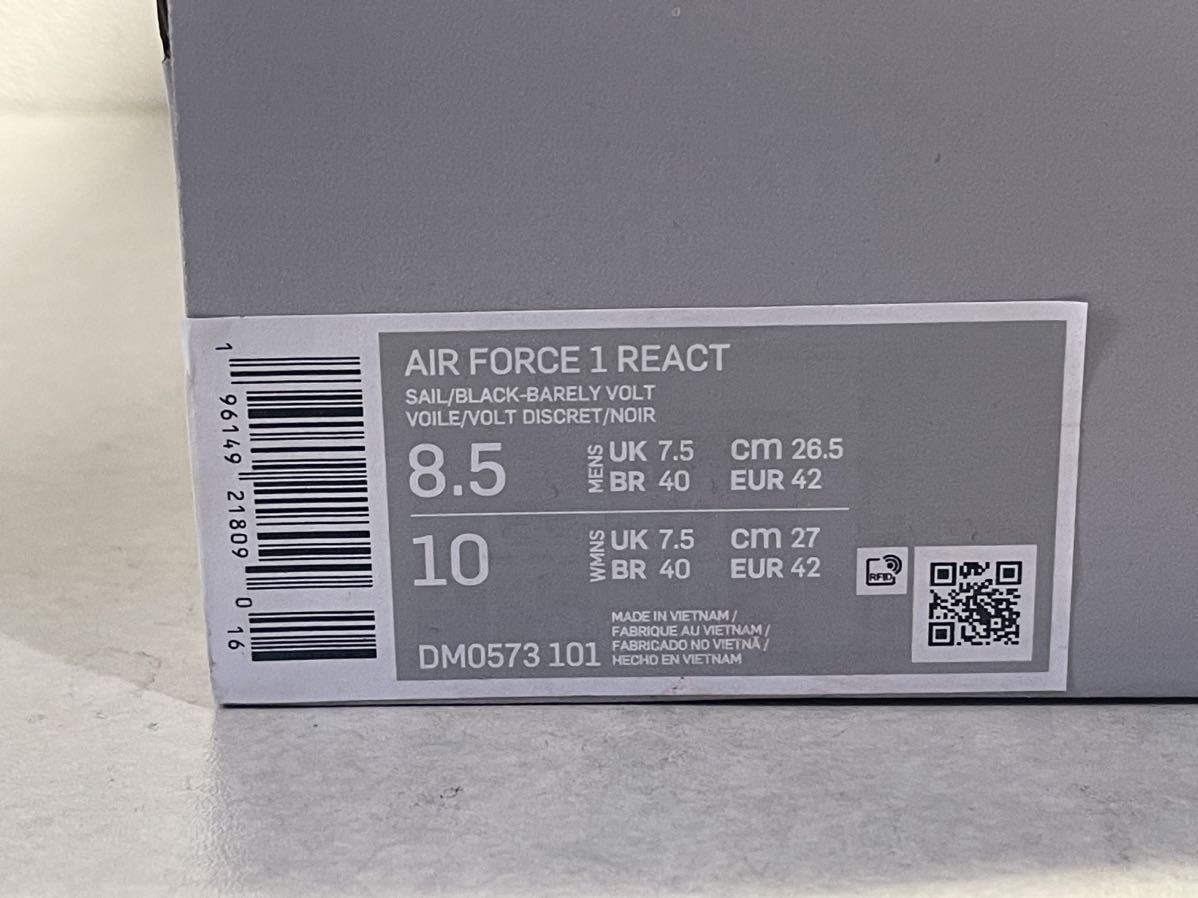 AIR FORCE 1 REACT
SAIL/BLACK-BARELY VOLT
VOILE/VOLT DISCRET/NOIR
8.5 MENS UK 7.5 cm 26.5
BR 40 EUR 42
10 WMNS UK 7.5 cm 27
BR 40 EUR 42
MADE IN VIETNAM /
FABRIQUE AU VIETNAM /
FABRICADO NO VIETNÃ /
HECHO EN VIETNAM
DM0573 101
RFID
1 96149 21809 0 16